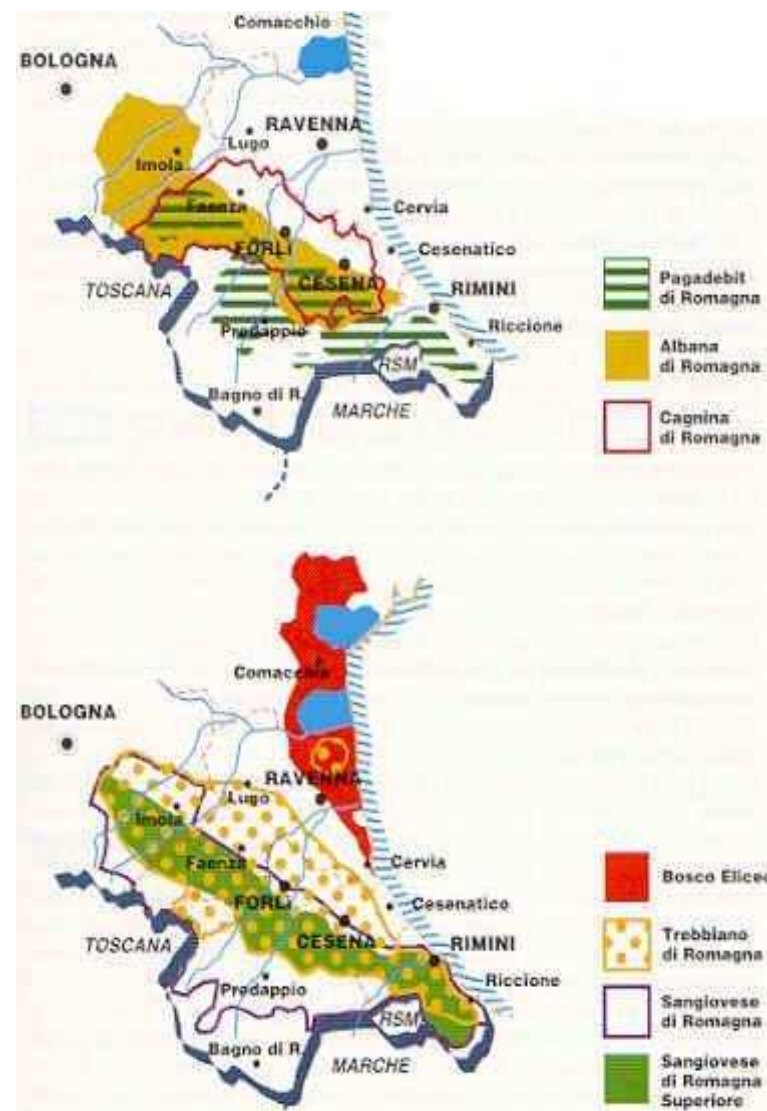 Comacchio
BOLOGNA
RAVENNA
Lugo
Imola
Faenza
Cervia
FORLì
Cesenatico
CESENA
TOSCANA
RIMINI
Predappio
Riccione
RSM
Bagno di R.
MARCHE
Pagadebit
di Romagna
Albana
di Romagna
Cagnina
di Romagna
Comacchio
BOLOGNA
RAVENNA
Lugo
Imola
Faenza
Cervia
FORLì
Cesenatico
CESENA
TOSCANA
RIMINI
Predappio
Riccione
RSM
Bagno di R.
MARCHE
Bosco Eliceo
Trebbiano
di Romagna
Sangiovese
di Romagna
Sangiovese
di Romagna
Superiore